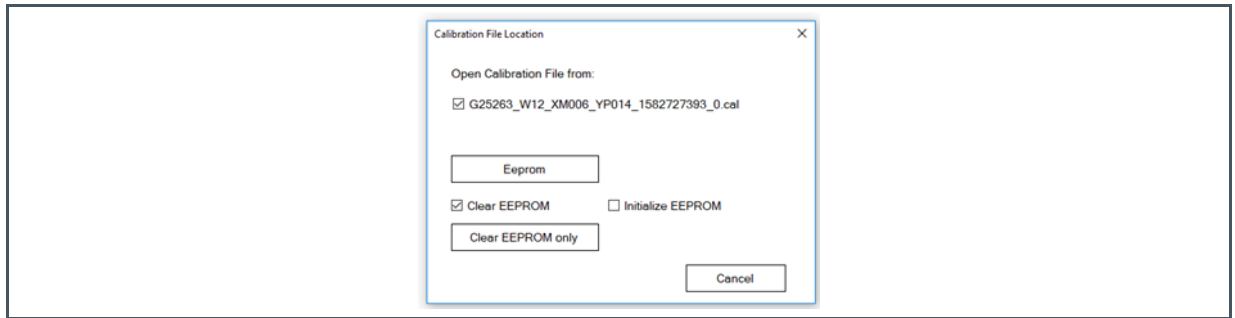 Calibration File Location
Open Calibration File from:
G25263_W12_XM006_YP014_1582727393_0.cal
Eeprom
Clear EEPROM Initialize EEPROM
Clear EEPROM only
Cancel